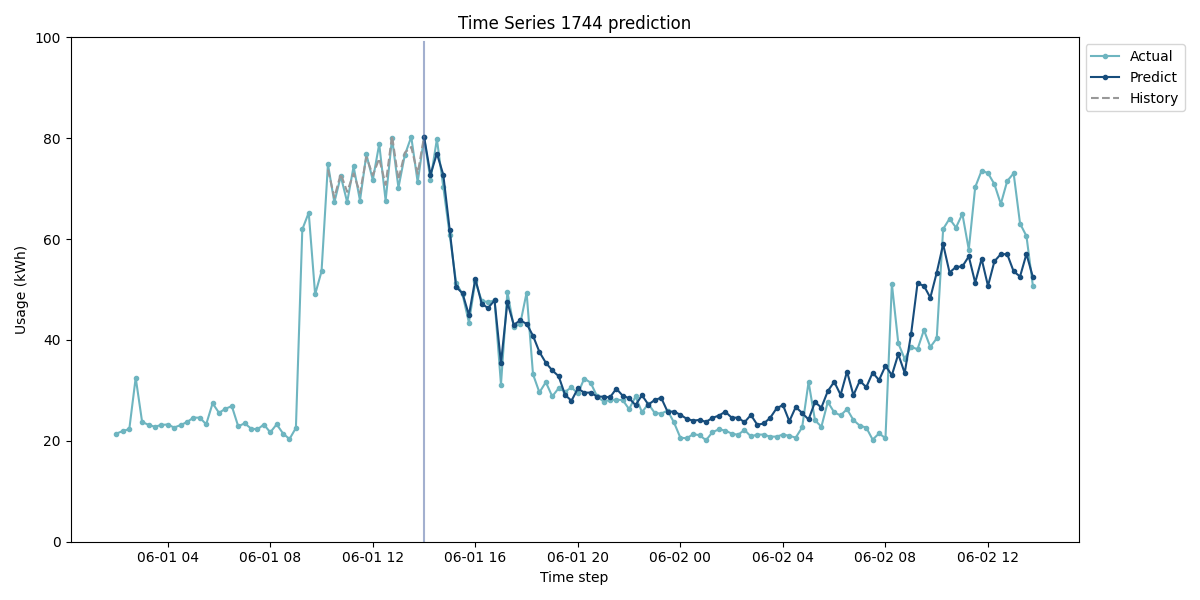 Time Series 1744 prediction
100
80
60
40
20
0
Usage (kWh)
06-01 04
06-01 08
06-01 12
06-01 16
06-01 20
06-02 00
06-02 04
06-02 08
06-02 12
Time step
Actual
Predict
History